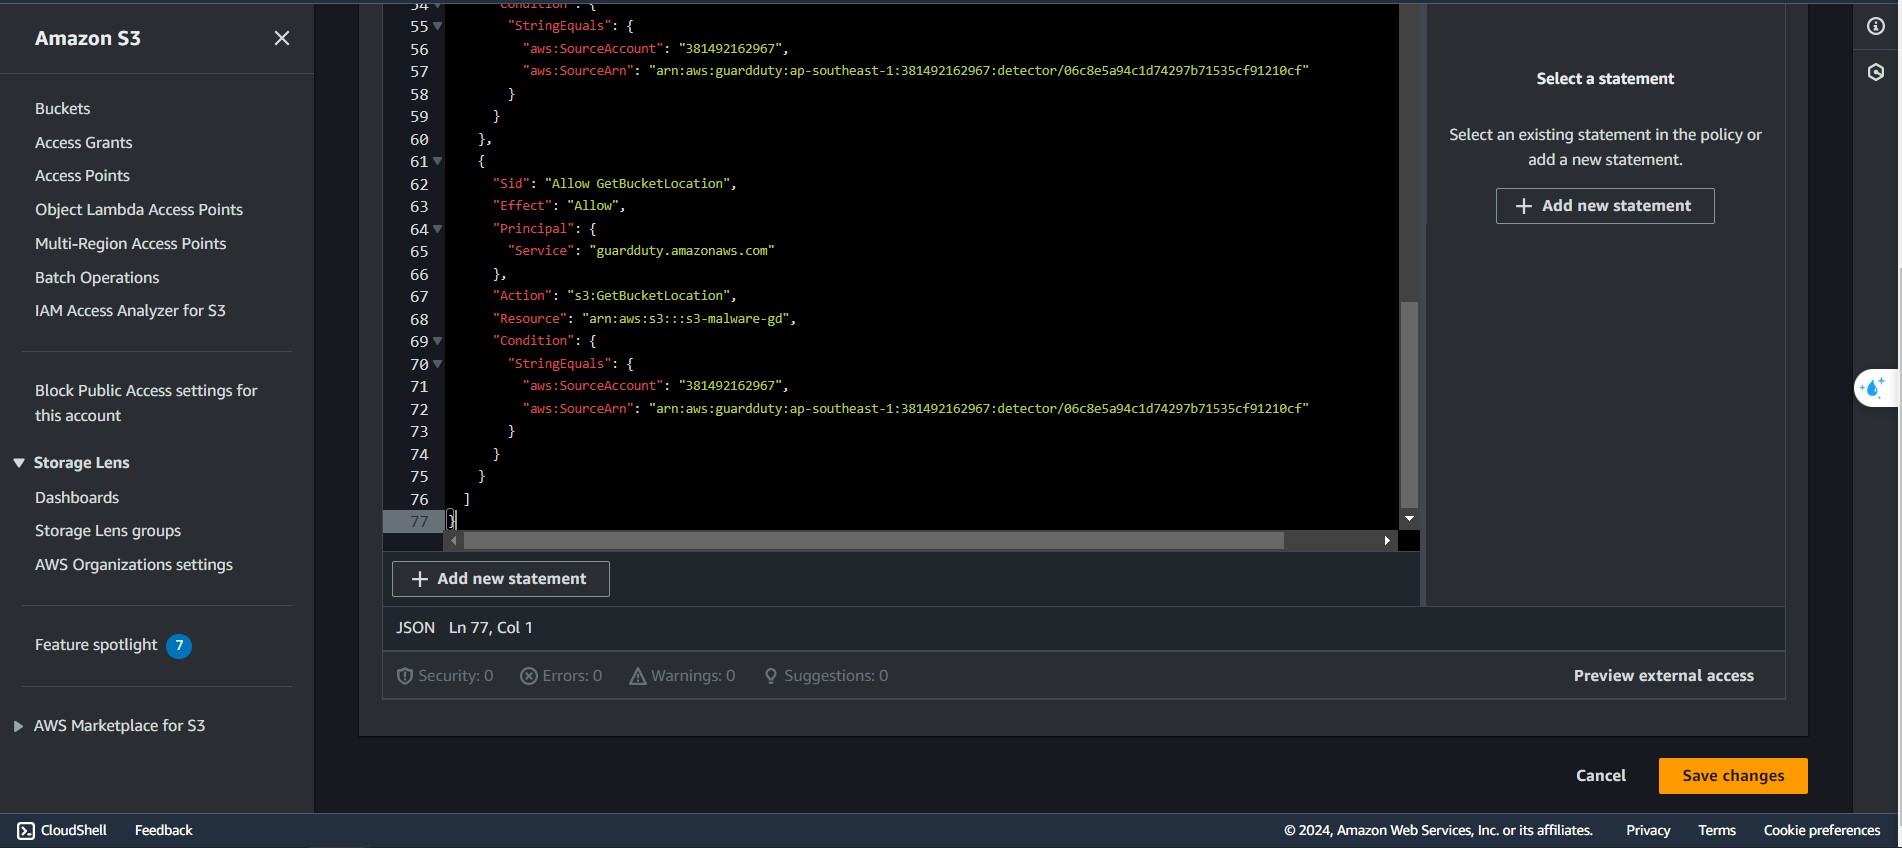 Amazon S3
Buckets
Access Grants
Access Points
Object Lambda Access Points
Multi-Region Access Points
Batch Operations
IAM Access Analyzer for S3
Block Public Access settings for
this account
Storage Lens
Dashboards
Storage Lens groups
AWS Organizations settings
Feature spotlight 7
AWS Marketplace for S3
54 "Condition": {
55 "StringEquals": {
56 "aws:SourceAccount": "381492162967",
57 "aws:SourceArn": "arn:aws:guardduty:ap-southeast-1:381492162967:detector/06c8e5a94c1d74297b71535cf91210cf"
58 }
59 }
60 },
61 {
62 "Sid": "Allow GetBucketLocation",
63 "Effect": "Allow",
64 "Principal": {
65 "Service": "guardduty.amazonaws.com"
66 },
67 "Action": "s3:GetBucketLocation",
68 "Resource": "arn:aws:s3:::s3-malware-gd",
69 "Condition": {
70 "StringEquals": {
71 "aws:SourceAccount": "381492162967",
72 "aws:SourceArn": "arn:aws:guardduty:ap-southeast-1:381492162967:detector/06c8e5a94c1d74297b71535cf91210cf"
73 }
74 }
75 }
76 ]
77 }
+ Add new statement
JSON Ln 77, Col 1
Security: 0 Errors: 0 Warnings: 0 Suggestions: 0
Preview external access
Select a statement
Select an existing statement in the policy or
add a new statement.
+ Add new statement
Cancel
Save changes
CloudShell
Feedback
© 2024, Amazon Web Services, Inc. or its affiliates.
Privacy
Terms
Cookie preferences